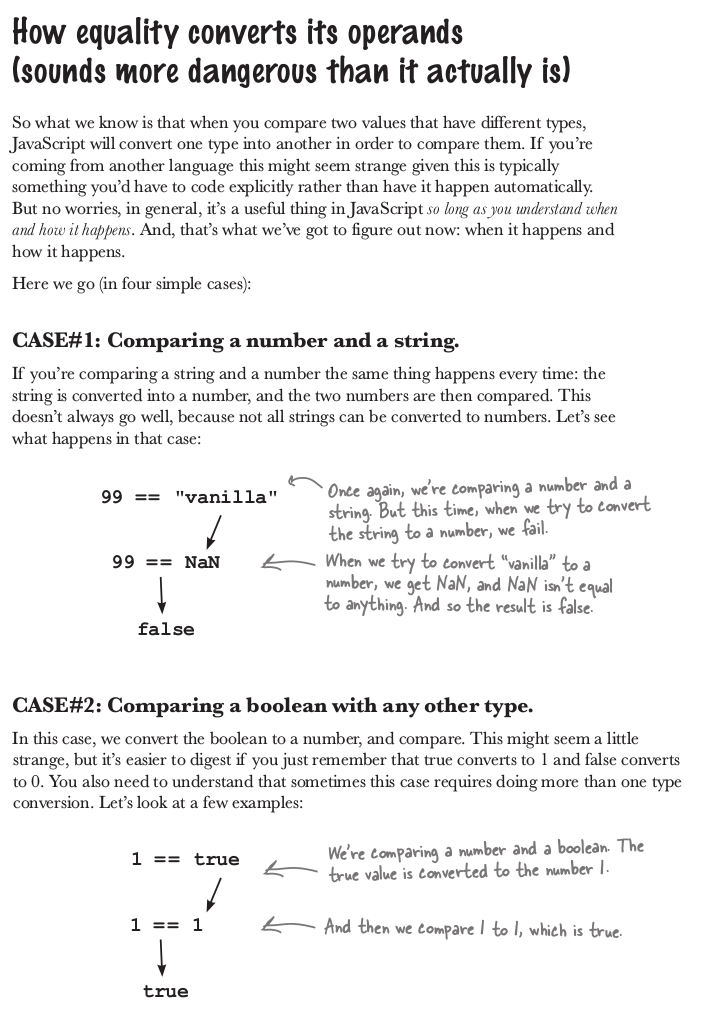 How equality converts its operands
(sounds more dangerous than it actually is)
So what we know is that when you compare two values that have different types,
JavaScript will convert one type into another in order to compare them. If you're
coming from another language this might seem strange given this is typically
something you'd have to code explicitly rather than have it happen automatically.
But no worries, in general, it's a useful thing in JavaScript so long as you understand when
and how it happens. And, that's what we've got to figure out now: when it happens and
how it happens.
Here we go (in four simple cases):
CASE#1: Comparing a number and a string.
If you're comparing a string and a number the same thing happens every time: the
string is converted into a number, and the two numbers are then compared. This
doesn't always go well, because not all strings can be converted to numbers. Let's see
what happens in that case:
99 == "vanilla"
Once again, we're comparing a number and a
string. But this time, when we try to convert
the string to a number, we fail.
99 == NaN
When we try to convert "vanilla" to a
number, we get NaN, and NaN isn't equal
to anything. And so the result is false.
false
CASE#2: Comparing a boolean with any other type.
In this case, we convert the boolean to a number, and compare. This might seem a little
strange, but it's easier to digest if you just remember that true converts to 1 and false converts
to 0. You also need to understand that sometimes this case requires doing more than one type
conversion. Let's look at a few examples:
1 == true
We're comparing a number and a boolean. The
true value is converted to the number 1.
1 == 1
And then we compare 1 to 1, which is true.
true